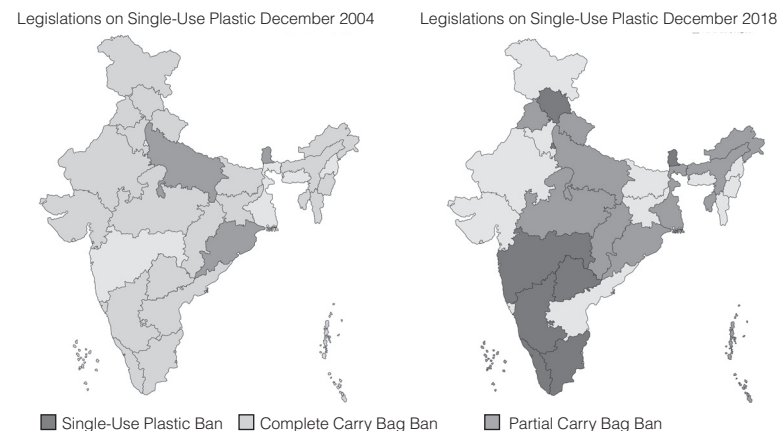 Legislations on Single-Use Plastic December 2004
Legislations on Single-Use Plastic December 2018
Single-Use Plastic Ban
Complete Carry Bag Ban
Partial Carry Bag Ban